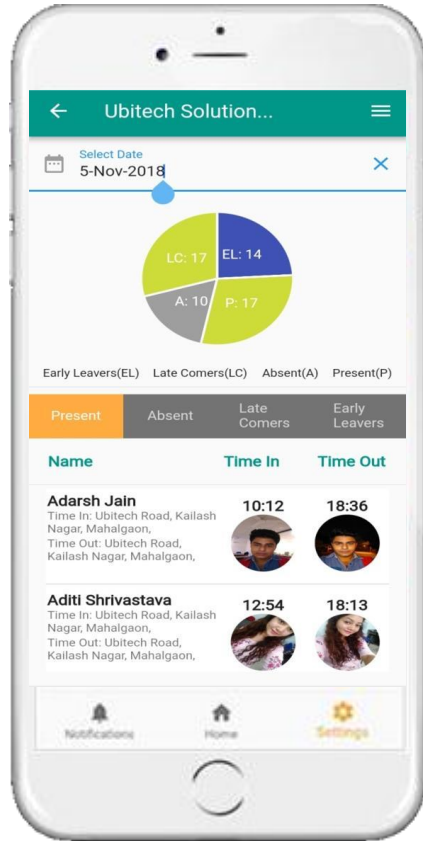 Ubitech Solution...
Select Date
5-Nov-2018
LC: 17
EL: 14
A: 10
P: 17
Early Leavers(EL) Late Comers(LC) Absent(A) Present(P)
Present Absent Late Comers Early Leavers
Name Time In Time Out
Adarsh Jain 10:12 18:36
Time In: Ubitech Road, Kailash
Nagar, Mahalgaon,
Time Out: Ubitech Road,
Kailash Nagar, Mahalgaon,
Aditi Shrivastava 12:54 18:13
Time In: Ubitech Road, Kailash
Nagar, Mahalgaon,
Time Out: Ubitech Road,
Kailash Nagar, Mahalgaon,
Notifications Home Settings